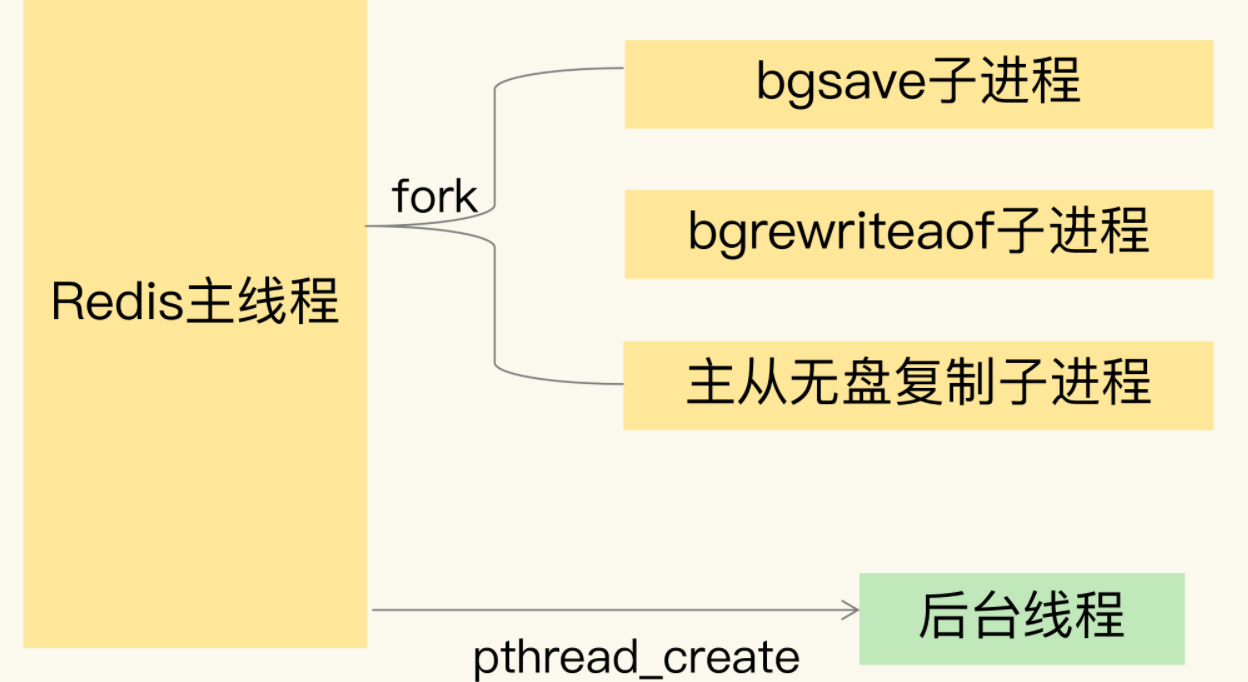 bgsave子进程
fork
bgrewriteaof子进程
Redis主线程
主从无盘复制子进程
后台线程
pthread_create